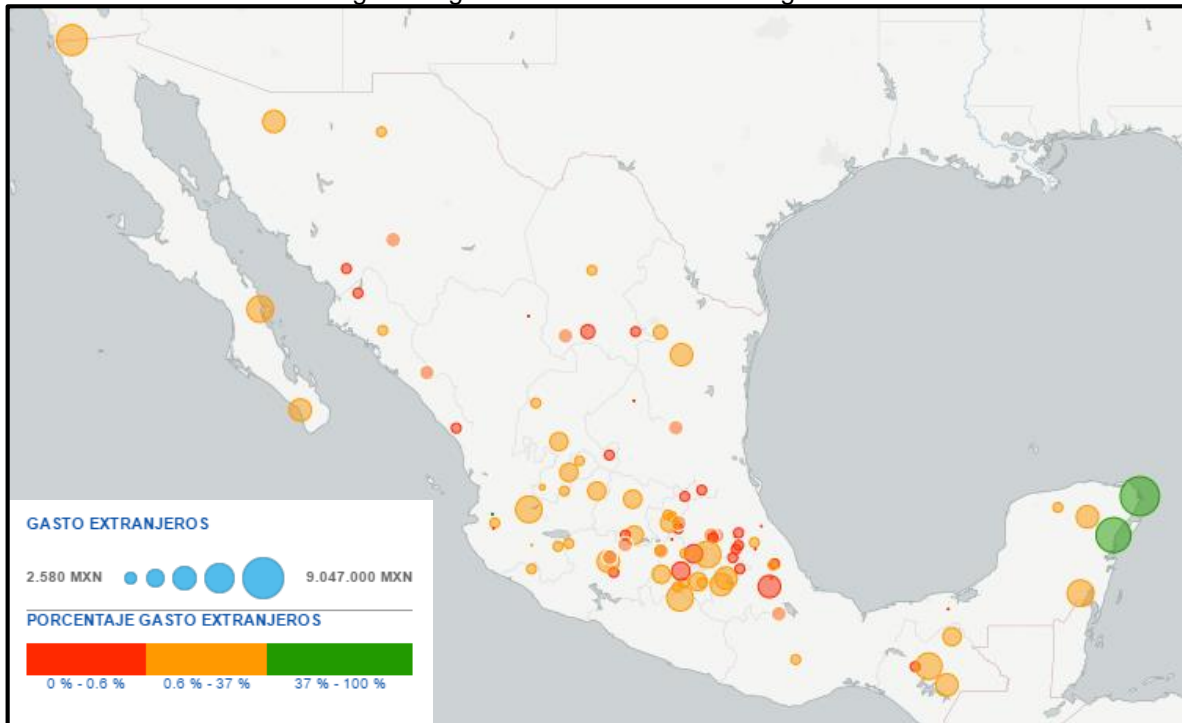 GASTO EXTRANJEROS
2.580 MXN 9.047.000 MXN
PORCENTAJE GASTO EXTRANJEROS
0 % - 0.6 % 0.6 % - 37 % 37 % - 100 %